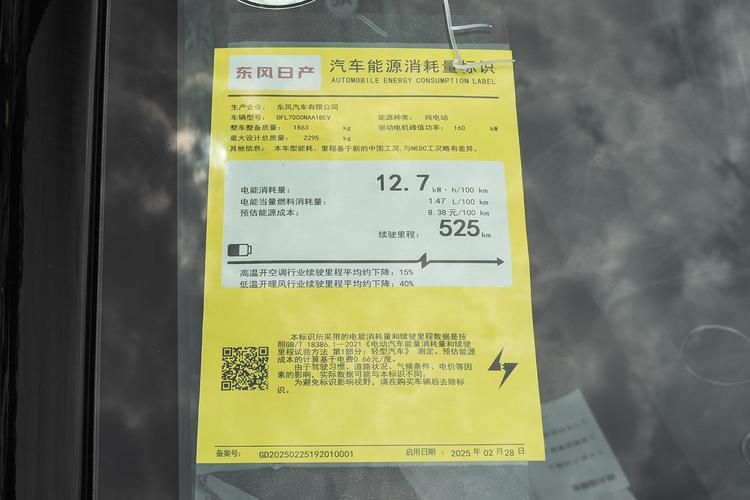 东风日产 汽车能源消耗量标识
AUTOMOBILE ENERGY CONSUMPTION LABEL
生产企业： 东风汽车有限公司
车辆型号： DFL7000NAA1BEV 能源种类： 纯电动
整车整备质量： 1863 kg 驱动电机峰值功率： 160 kW
最大设计总质量： 2295 kg
其他信息： 本车型能耗、里程基于新的中国工况,与NEDC工况略有差异。
电能消耗量： 12.7 kW·h/100 km
电能当量燃料消耗量： 1.47 L/100 km
预估能源成本： 8.38 元/100 km
续驶里程： 525 km
高温开空调行业续驶里程平均约下降：15%
低温开暖风行业续驶里程平均约下降：40%
本标识所采用的电能消耗量和续驶里程数据是按
照GB/T 18386.1—2021《电动汽车能量消耗量和续驶
里程试验方法 第1部分：轻型汽车》 测定。预估能源
成本的计算基于电费0.66元/度。
由于驾驶习惯、道路状况、气候条件、电价等因
素的影响，实际数据可能与本标识不同。
为避免标识影响视野，请在购买车辆后去除标
识。
备案号： GD20250225192010001 启用日期： 2025 年 02 月 28 日